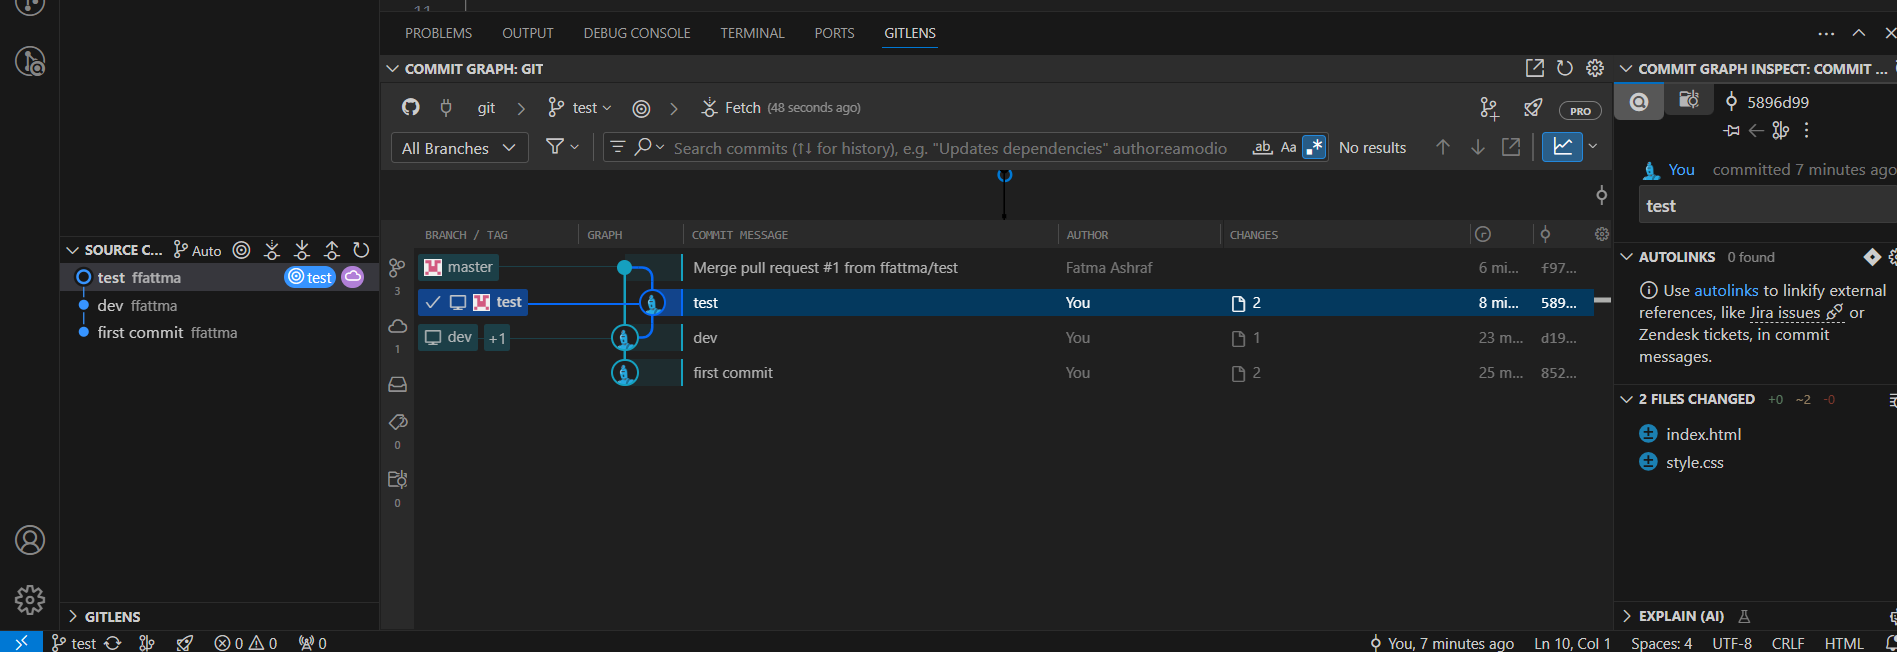 11
PROBLEMS OUTPUT DEBUG CONSOLE TERMINAL PORTS GITLENS
COMMIT GRAPH: GIT
COMMIT GRAPH INSPECT: COMMIT ...
git test Fetch (48 seconds ago) PRO
5896d99
All Branches Search commits (↑↓ for history), e.g. "Updates dependencies" author:eamodio ab Aa No results
You committed 7 minutes ago
test
SOURCE C... Auto
test ffattma test
dev ffattma
first commit ffattma
BRANCH / TAG GRAPH COMMIT MESSAGE AUTHOR CHANGES
master Merge pull request #1 from ffattma/test Fatma Ashraf 6 mi... f97...
test test You 2 8 mi... 589...
dev +1 dev You 1 23 m... d19...
first commit You 2 25 m... 852...
3
1
0
0
AUTOLINKS 0 found
Use autolinks to linkify external
references, like Jira issues or
Zendesk tickets, in commit
messages.
2 FILES CHANGED +0 ~2 -0
index.html
style.css
GITLENS
EXPLAIN (AI)
test 0 0 0 You, 7 minutes ago Ln 10, Col 1 Spaces: 4 UTF-8 CRLF HTML